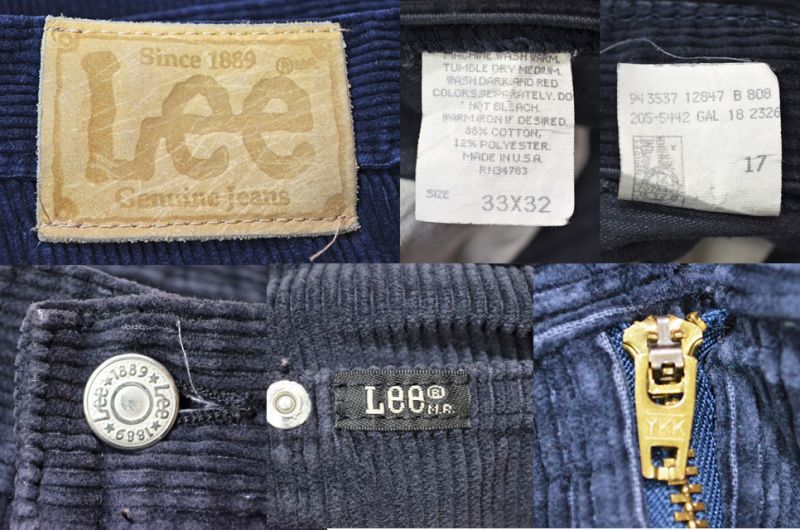 Since 1889
Lee
® M.R.
Genuine Jeans
MACHINE WASH WARM.
TUMBLE DRY MEDIUM.
WASH DARK AND RED
COLORS SEPARATELY. DO
NOT BLEACH.
WARM IRON IF DESIRED.
88% COTTON,
12% POLYESTER.
MADE IN U.S.A.
RN34783
SIZE 33X32
94 3537 12847 B 808
205-5442 GAL 18 2326
17
Lee★1889★Lee★1889★
Lee® M.R.
YKK